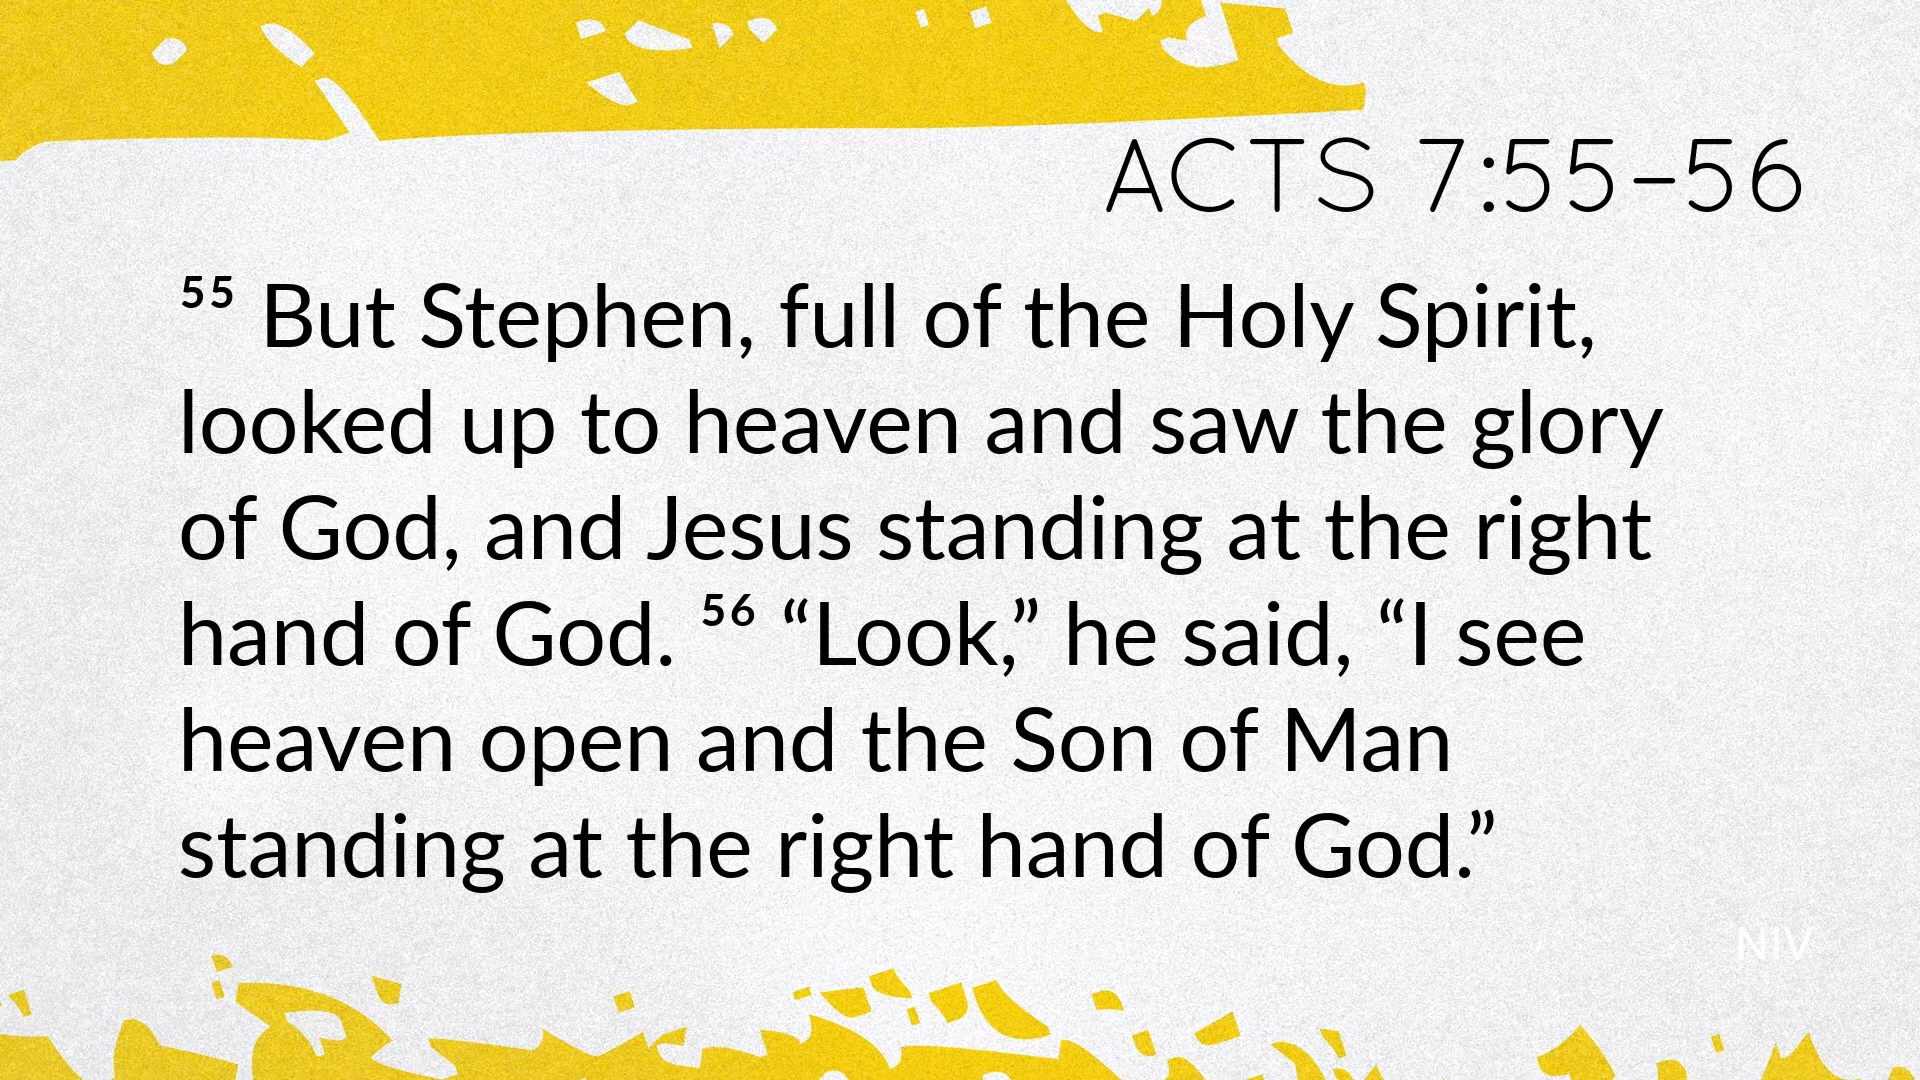 ACTS 7:55–56
⁵⁵ But Stephen, full of the Holy Spirit,
looked up to heaven and saw the glory
of God, and Jesus standing at the right
hand of God. ⁵⁶ “Look,” he said, “I see
heaven open and the Son of Man
standing at the right hand of God.”
NIV